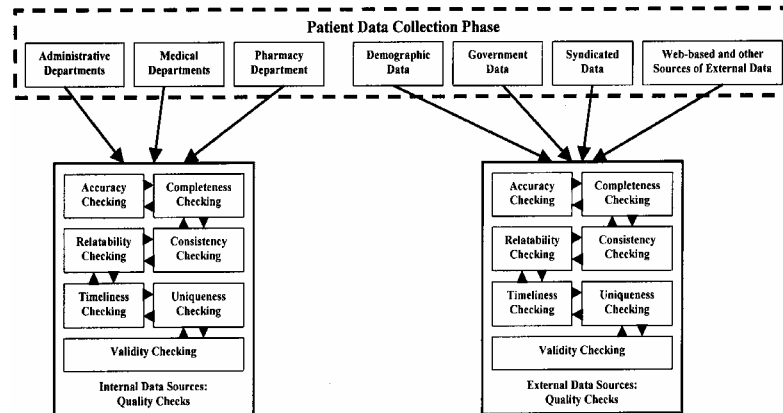 Patient Data Collection Phase
Administrative
Departments
Medical
Departments
Pharmacy
Department
Demographic
Data
Government
Data
Syndicated
Data
Web-based and other
Sources of External Data
Accuracy
Checking
Completeness
Checking
Relatability
Checking
Consistency
Checking
Timeliness
Checking
Uniqueness
Checking
Validity Checking
Internal Data Sources:
Quality Checks
Accuracy
Checking
Completeness
Checking
Relatability
Checking
Consistency
Checking
Timeliness
Checking
Uniqueness
Checking
Validity Checking
External Data Sources:
Quality Checks